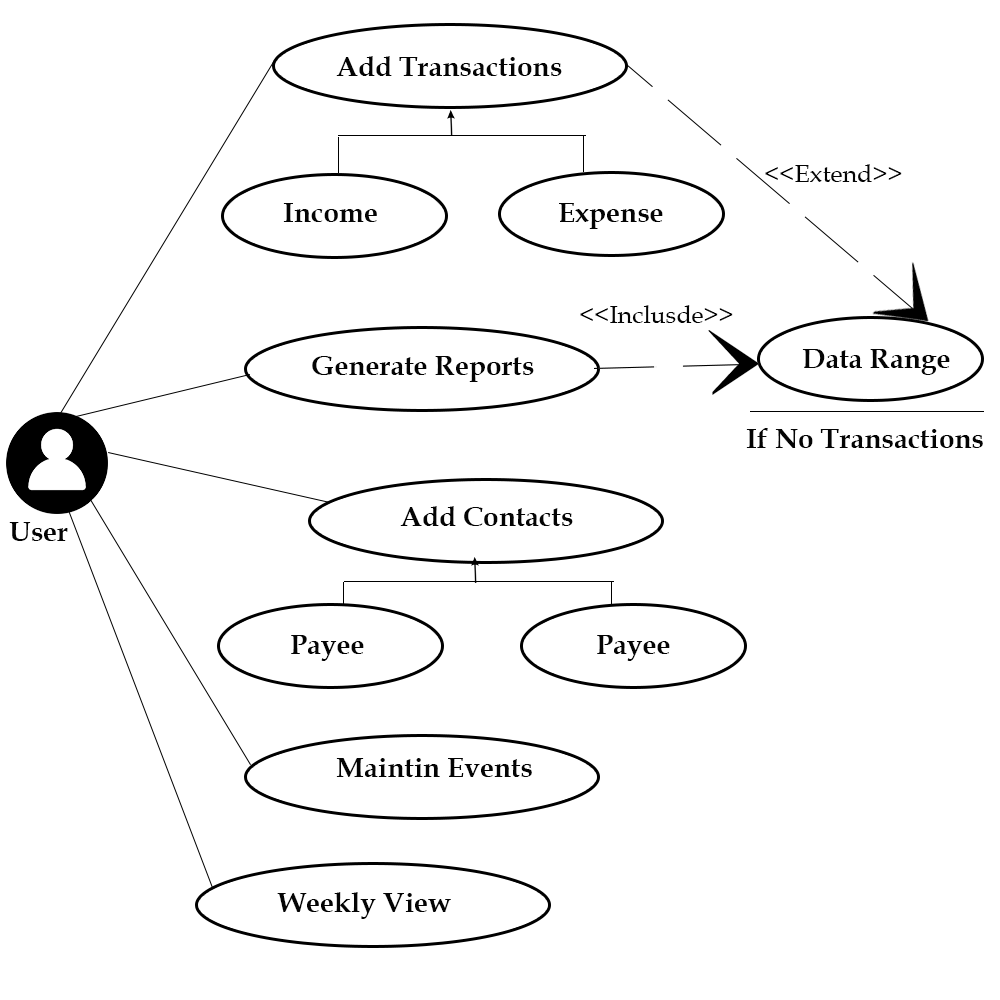 Add Transactions
<<Extend>>
Income
Expense
<<Inclusde>>
Generate Reports
Data Range
If No Transactions
Add Contacts
User
Payee
Payee
Maintin Events
Weekly View